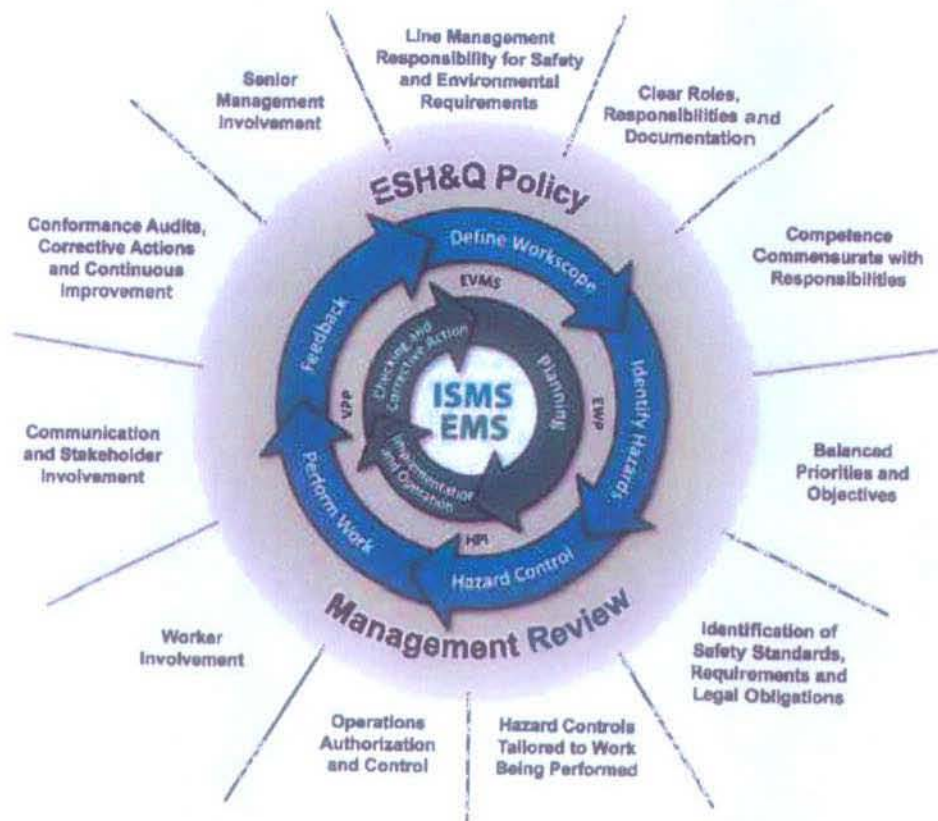 Line Management
Responsibility for Safety
and Environmental
Requirements
Clear Roles,
Responsibilities and
Documentation
Competence
Commensurate with
Responsibilities
Balanced
Priorities and
Objectives
Identification of
Safety Standards,
Requirements and
Legal Obligations
Hazard Controls
Tailored to Work
Being Performed
Operations
Authorization
and Control
Worker
Involvement
Communication
and Stakeholder
Involvement
Conformance Audits,
Corrective Actions
and Continuous
Improvement
Senior
Management
Involvement
ESH&Q Policy
Define Workscope
Identify Hazards
Hazard Control
Perform Work
Feedback
EVMS
EWP
HPI
VPP
Planning
Implementation
and Operation
Checking and
Corrective Action
ISMS
EMS
Management Review